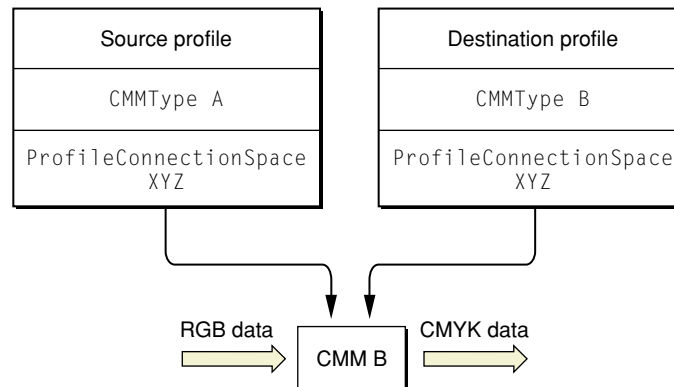 Source profile
CMMType A
ProfileConnectionSpace
XYZ
Destination profile
CMMType B
ProfileConnectionSpace
XYZ
RGB data
CMM B
CMYK data